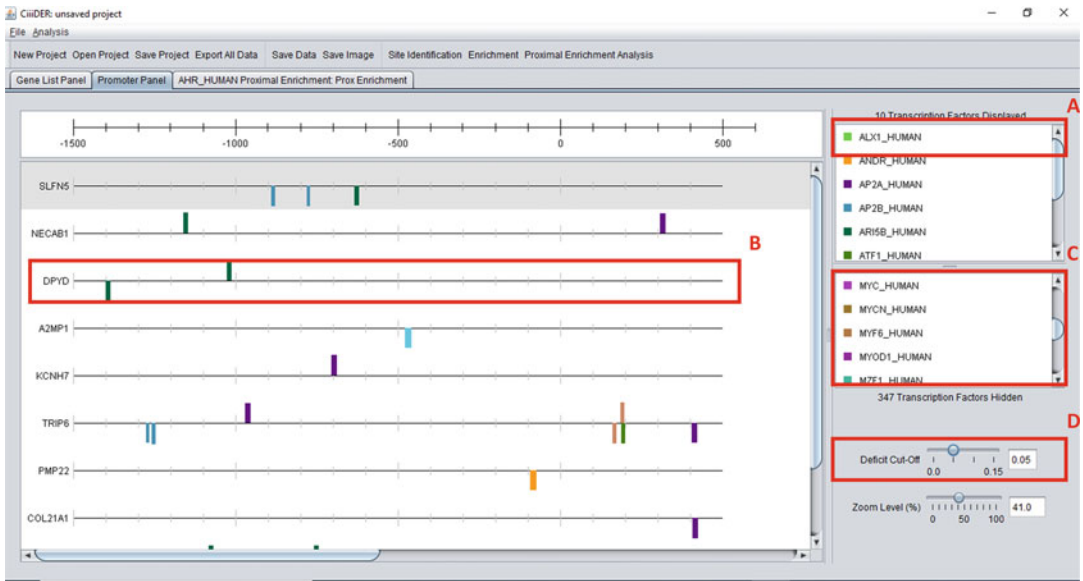 CiiiDER: unsaved project
File Analysis
New Project Open Project Save Project Export All Data Save Data Save Image Site Identification Enrichment Proximal Enrichment Analysis
Gene List Panel Promoter Panel AHR_HUMAN Proximal Enrichment: Prox Enrichment
A
10 Transcription Factors Displayed
-1500 -1000 -500 0 500
ALX1_HUMAN
ANDR_HUMAN
AP2A_HUMAN
AP2B_HUMAN
ARI5B_HUMAN
ATF1_HUMAN
SLFN5
NECAB1
B
DPYD
A2MP1
KCNH7
TRIP6
PMP22
COL21A1
C
MYC_HUMAN
MYCN_HUMAN
MYF6_HUMAN
MYOD1_HUMAN
MZF1_HUMAN
347 Transcription Factors Hidden
D
Deficit Cut-Off 0.05
0.0 0.15
Zoom Level (%) 41.0
0 50 100